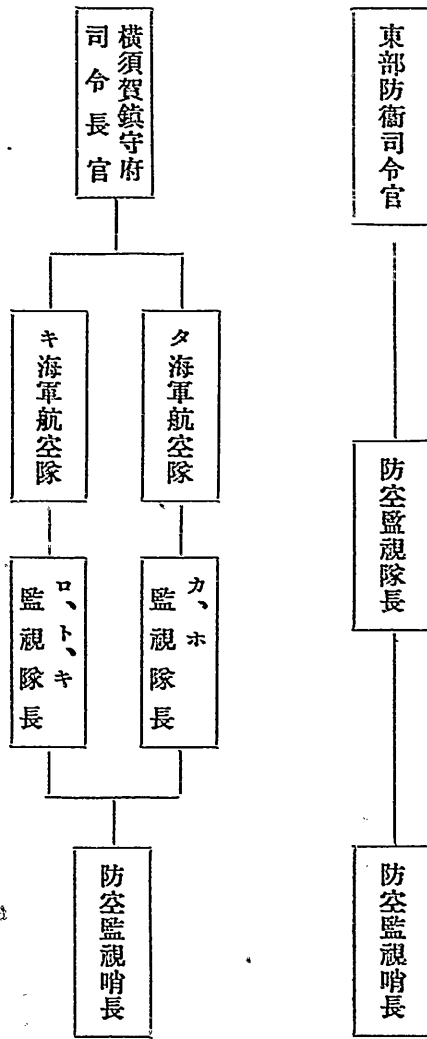 東部防衞司令官
防空監視隊長
防空監視哨長
横須賀鎮守府
司令長官
タ海軍航空隊
カ、ホ
監視隊長
キ海軍航空隊
ロ、ト、キ
監視隊長
防空監視哨長